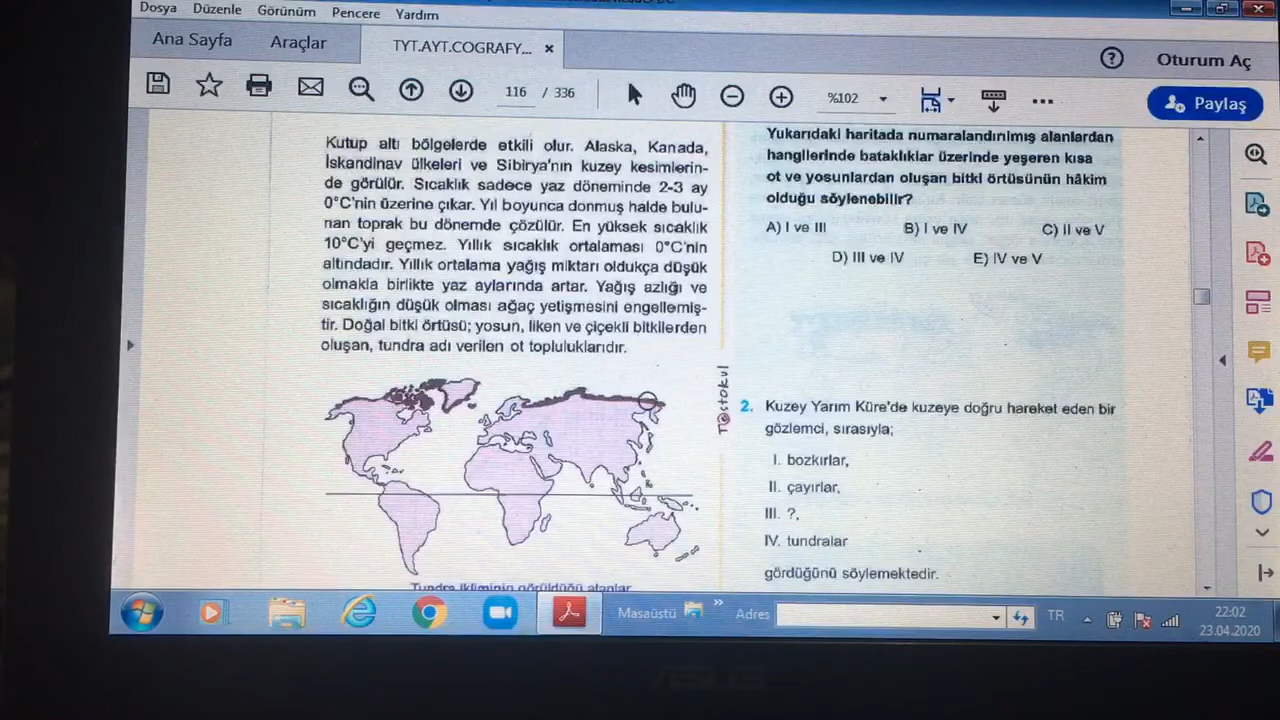 Dosya Düzenle Görünüm Pencere Yardım
Ana Sayfa Araçlar TYT.AYT.COGRAFY... Oturum Aç
116 / 336 %102 Paylaş
Kutup altı bölgelerde etkili olur. Alaska, Kanada,
İskandinav ülkeleri ve Sibirya'nın kuzey kesimlerin-
de görülür. Sıcaklık sadece yaz döneminde 2-3 ay
0°C'nin üzerine çıkar. Yıl boyunca donmuş halde bulu-
nan toprak bu dönemde çözülür. En yüksek sıcaklık
10°C'yi geçmez. Yıllık sıcaklık ortalaması 0°C'nin
altındadır. Yıllık ortalama yağış miktarı oldukça düşük
olmakla birlikte yaz aylarında artar. Yağış azlığı ve
sıcaklığın düşük olması ağaç yetişmesini engellemiş-
tir. Doğal bitki örtüsü; yosun, liken ve çiçekli bitkilerden
oluşan, tundra adı verilen ot topluluklarıdır.
Tundra ikliminin görüldüğü alanlar
Tostokul
Yukarıdaki haritada numaralandırılmış alanlardan
hangilerinde bataklıklar üzerinde yeşeren kısa
ot ve yosunlardan oluşan bitki örtüsünün hâkim
olduğu söylenebilir?
A) I ve III B) I ve IV C) II ve V
D) III ve IV E) IV ve V
2. Kuzey Yarım Küre'de kuzeye doğru hareket eden bir
gözlemci, sırasıyla;
I. bozkırlar,
II. çayırlar,
III. ?,
IV. tundralar
gördüğünü söylemektedir.
Masaüstü » Adres TR 22:02
23.04.2020
ASUS